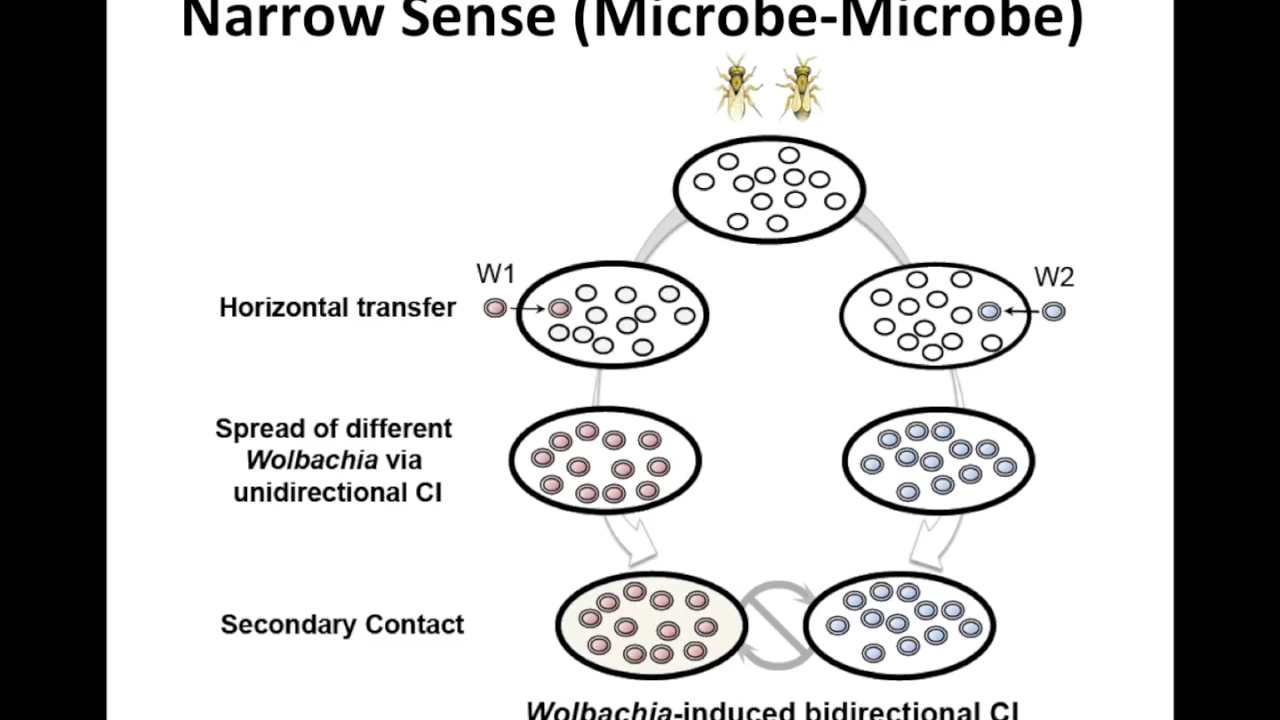 Narrow Sense (Microbe-Microbe)
W1
W2
Horizontal transfer
Spread of different
Wolbachia via
unidirectional CI
Secondary Contact
Wolbachia-induced bidirectional CI